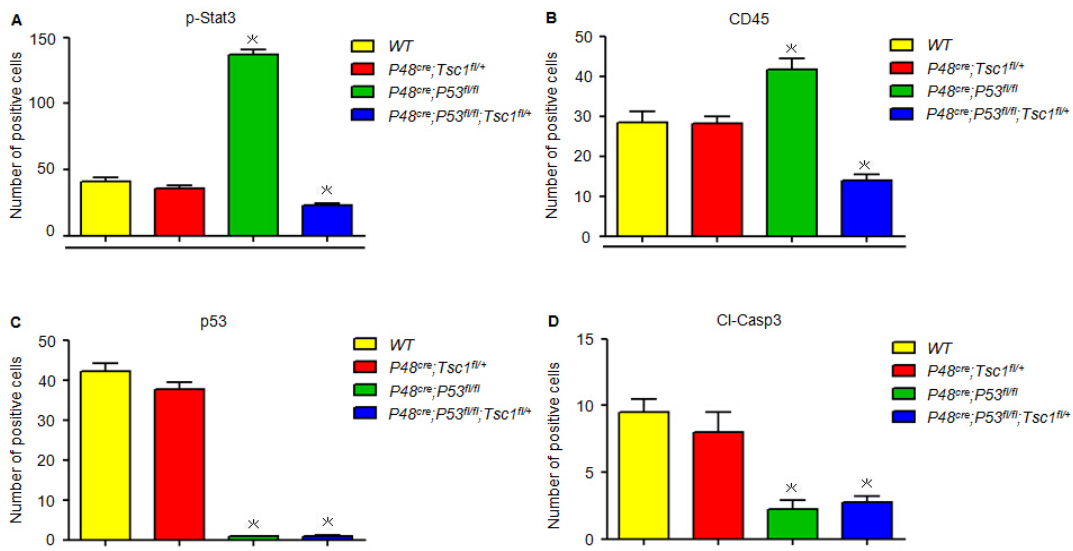 A
p-Stat3
Number of positive cells
150
100
50
0
*
*
WT
P48cre;Tsc1fl/+
P48cre;P53fl/fl
P48cre;P53fl/fl;Tsc1fl/+
B
CD45
Number of positive cells
50
40
30
20
10
0
*
*
WT
P48cre;Tsc1fl/+
P48cre;P53fl/fl
P48cre;P53fl/fl;Tsc1fl/+
C
p53
Number of positive cells
50
40
30
20
10
0
*
*
WT
P48cre;Tsc1fl/+
P48cre;P53fl/fl
P48cre;P53fl/fl;Tsc1fl/+
D
Cl-Casp3
Number of positive cells
15
10
5
0
*
*
WT
P48cre;Tsc1fl/+
P48cre;P53fl/fl
P48cre;P53fl/fl;Tsc1fl/+